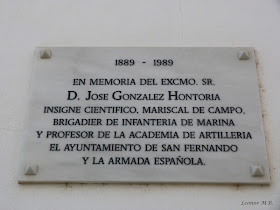 1889 - 1989
EN MEMORIA DEL EXCMO. SR.
D. JOSE GONZALEZ HONTORIA
INSIGNE CIENTIFICO, MARISCAL DE CAMPO,
BRIGADIER DE INFANTERIA DE MARINA
Y PROFESOR DE LA ACADEMIA DE ARTILLERIA
EL AYUNTAMIENTO DE SAN FERNANDO
Y LA ARMADA ESPAÑOLA.
Leonor M.B.